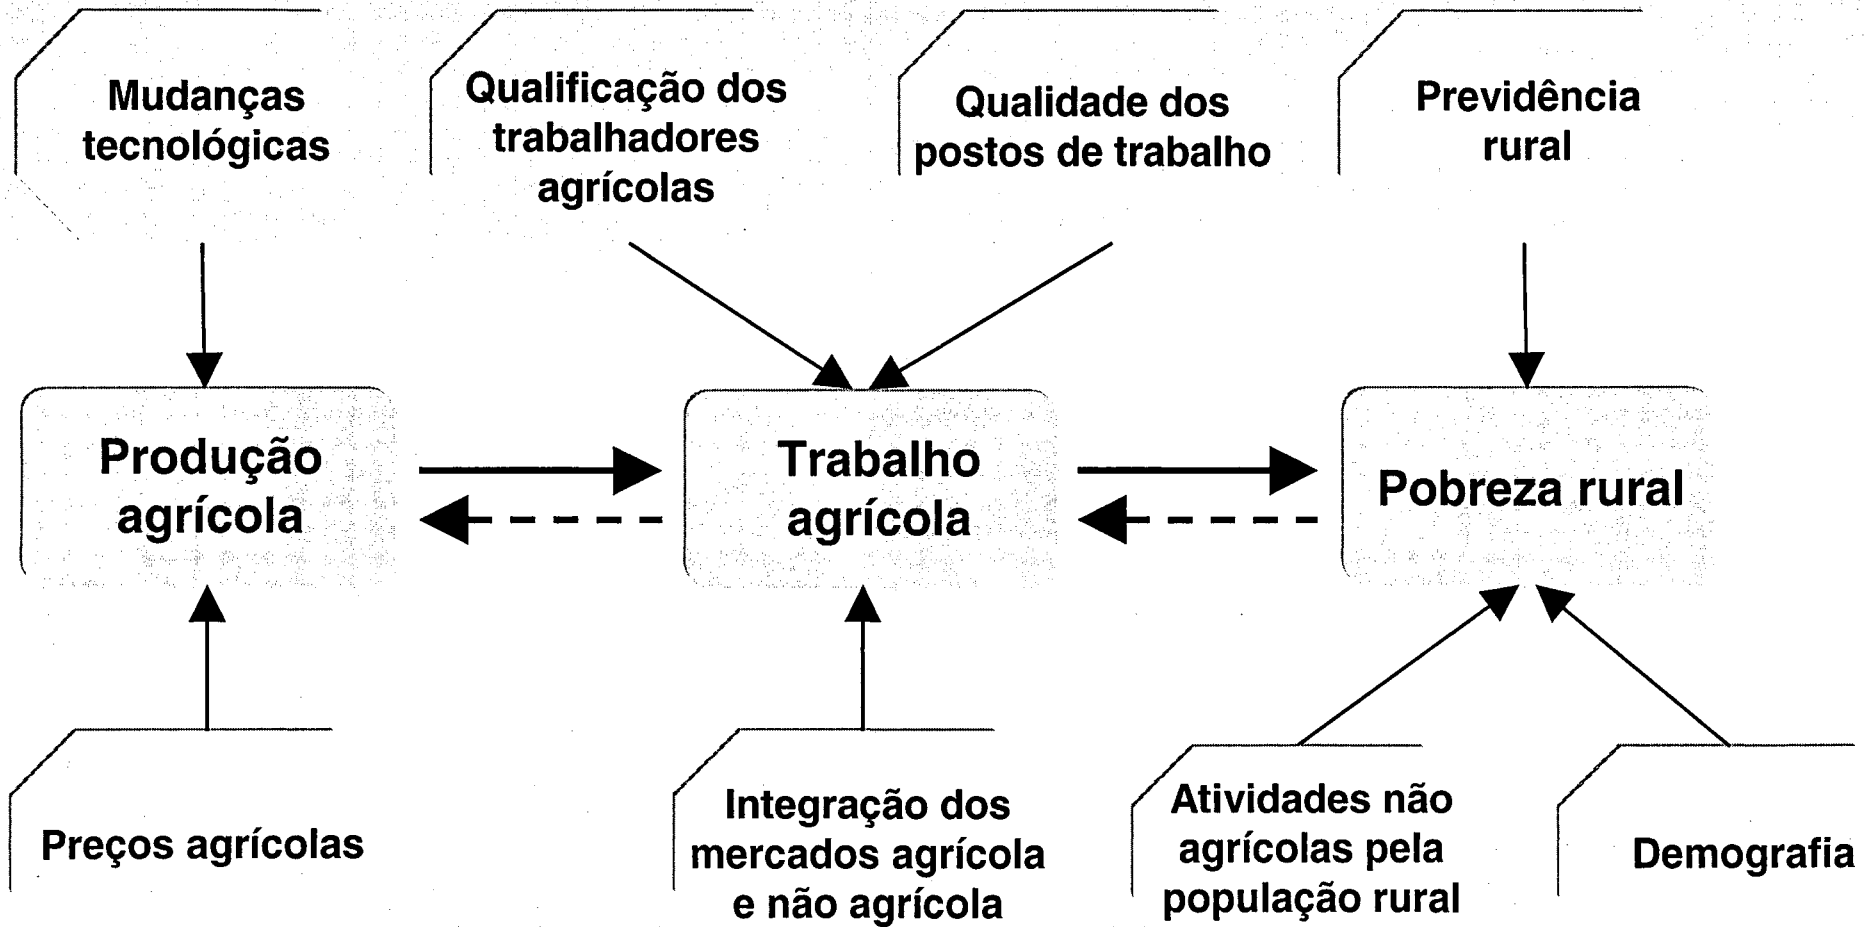 Mudanças
tecnológicas
Qualificação dos
trabalhadores
agrícolas
Qualidade dos
postos de trabalho
Previdência
rural
Produção
agrícola
Trabalho
agrícola
Pobreza rural
Preços agrícolas
Integração dos
mercados agrícola
e não agrícola
Atividades não
agrícolas pela
população rural
Demografia